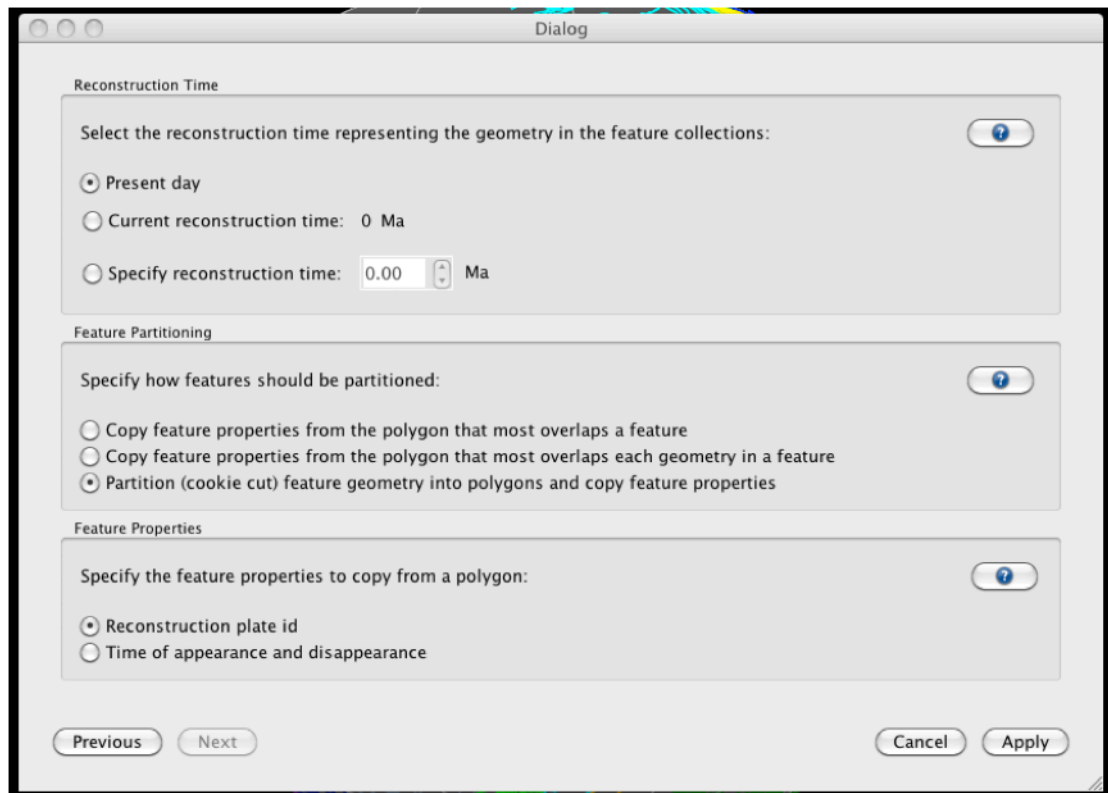 Dialog
Reconstruction Time
Select the reconstruction time representing the geometry in the feature collections:
?
Present day
Current reconstruction time: 0 Ma
Specify reconstruction time: 0.00 Ma
Feature Partitioning
Specify how features should be partitioned:
?
Copy feature properties from the polygon that most overlaps a feature
Copy feature properties from the polygon that most overlaps each geometry in a feature
Partition (cookie cut) feature geometry into polygons and copy feature properties
Feature Properties
Specify the feature properties to copy from a polygon:
?
Reconstruction plate id
Time of appearance and disappearance
Previous Next Cancel Apply